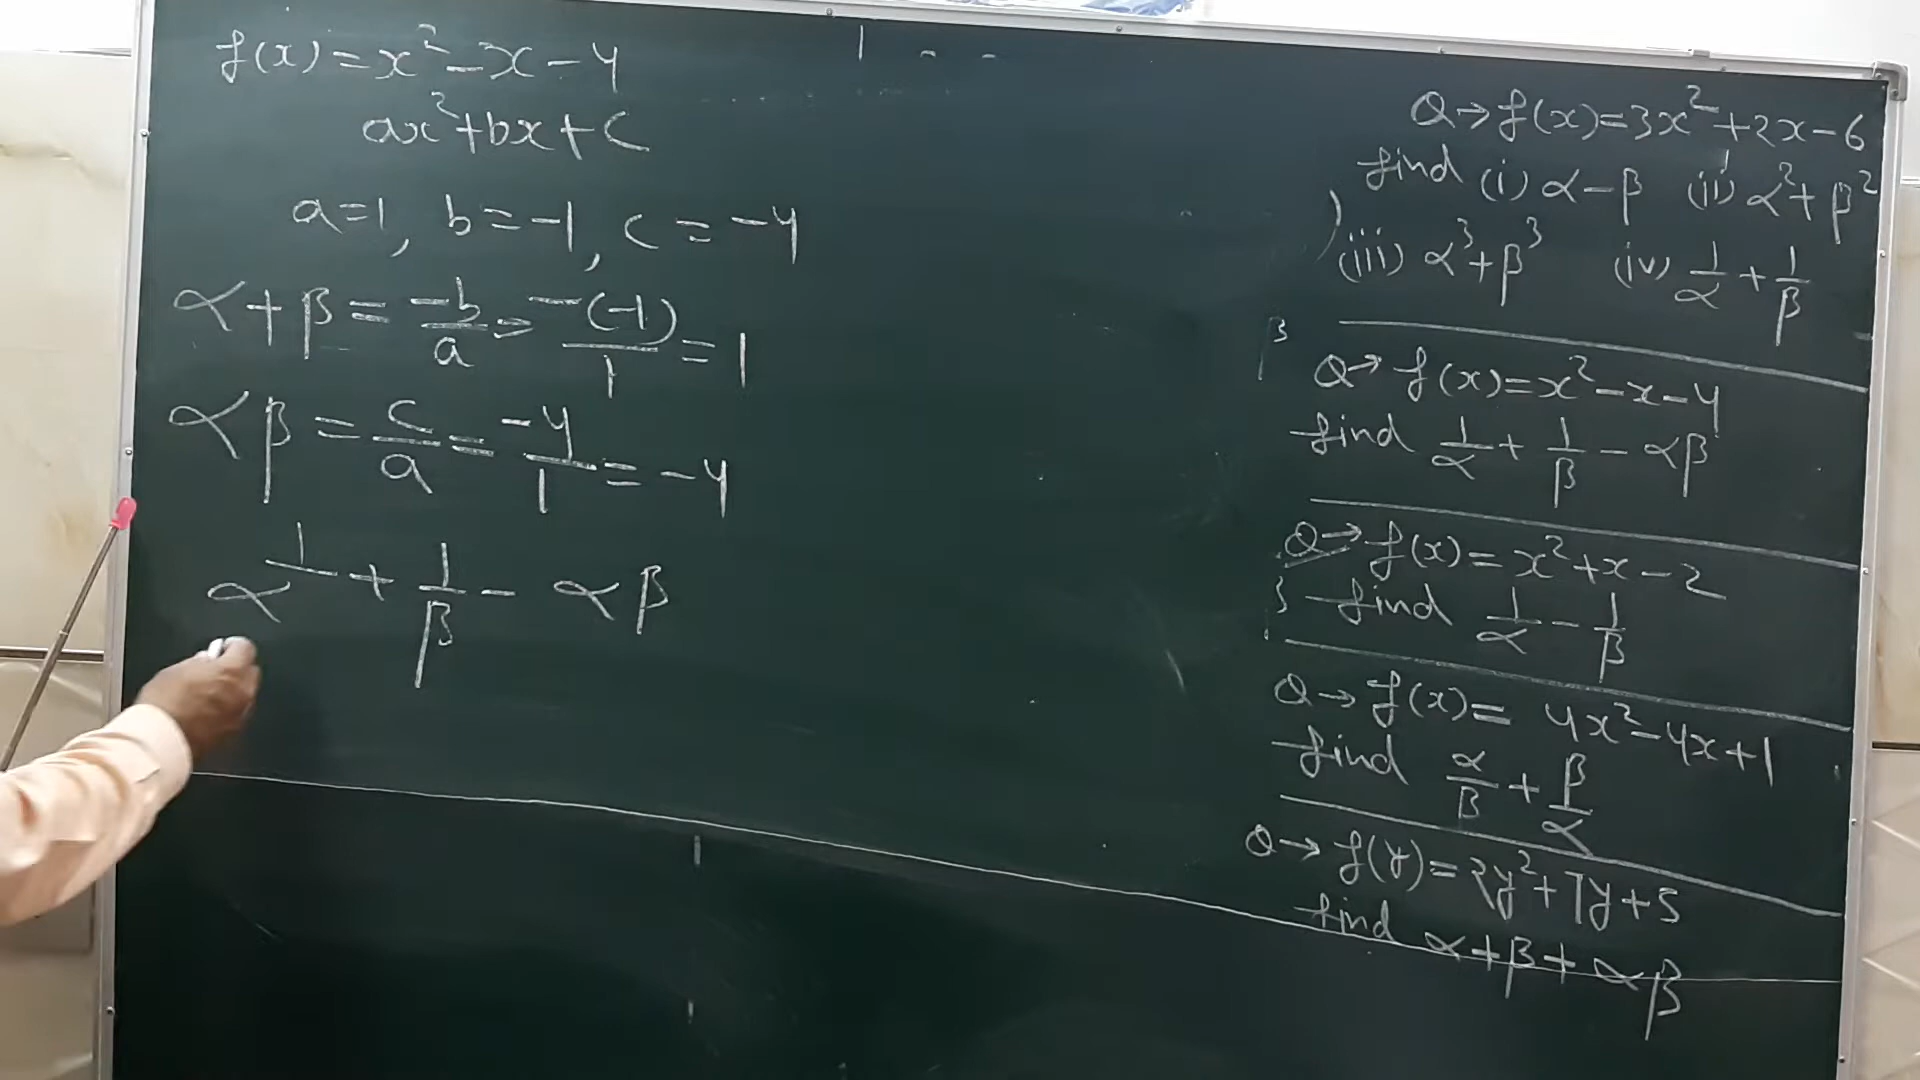 f(x) = x² - x - 4
ax² + bx + c
a = 1, b = -1, c = -4
α + β = -b/a = -(-1)/1 = 1
αβ = c/a = -4/1 = -4
1/α + 1/β - αβ
Q→ f(x) = 3x² + 2x - 6
find (i) α - β (ii) α² + β²
(iii) α³ + β³ (iv) 1/α + 1/β
Q→ f(x) = x² - x - 4
find 1/α + 1/β - αβ
Q→ f(x) = x² + x - 2
find 1/α - 1/β
Q→ f(x) = 4x² - 4x + 1
find α/β + β/α
Q→ f(y) = 2y² + 7y + 5
find α + β + αβ